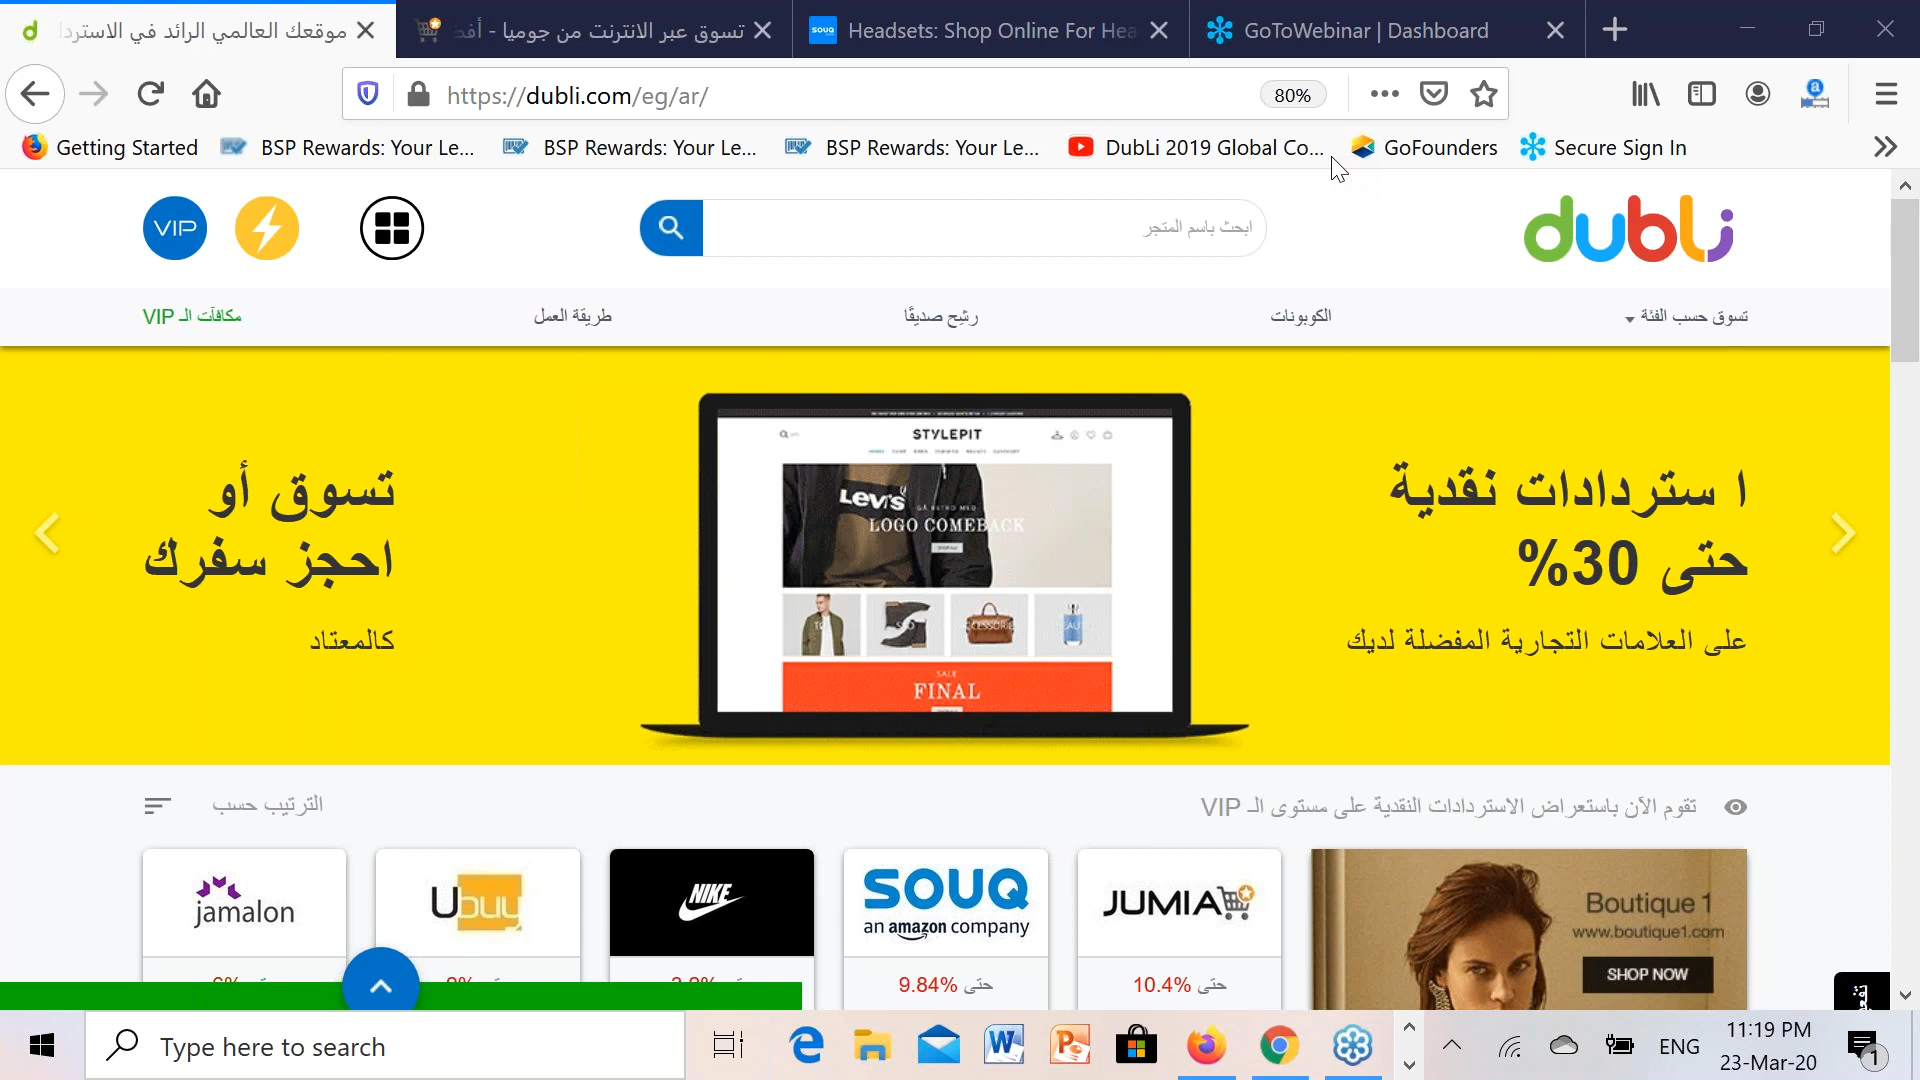 موقعك العالمي الرائد في الاسترد
تسوق عبر الانترنت من جوميا - أفض
souq
Headsets: Shop Online For Hea
GoToWebinar | Dashboard
https://dubli.com/eg/ar/
80%
Getting Started
BSP Rewards: Your Le...
BSP Rewards: Your Le...
BSP Rewards: Your Le...
DubLi 2019 Global Co...
GoFounders
Secure Sign In
VIP
ابحث باسم المتجر
dubli
تسوق حسب الفئة
الكوبونات
رشِح صديقًا
طريقة العمل
مكافآت الـ VIP
ا ستردادات نقدية
حتى 30%
على العلامات التجارية المفضلة لديك
STYLEPIT
Levi's
LOGO COMEBACK
ACCESSORIES
SALE
FINAL
تسوق أو
احجز سفرك
كالمعتاد
تقوم الآن باستعراض الاستردادات النقدية على مستوى الـ VIP
الترتيب حسب
Boutique 1
www.boutique1.com
SHOP NOW
JUMIA
حتى 10.4%
SOUQ
an amazon company
حتى 9.84%
NIKE
Ubuy
jamalon
Type here to search
ENG
11:19 PM
23-Mar-20
1